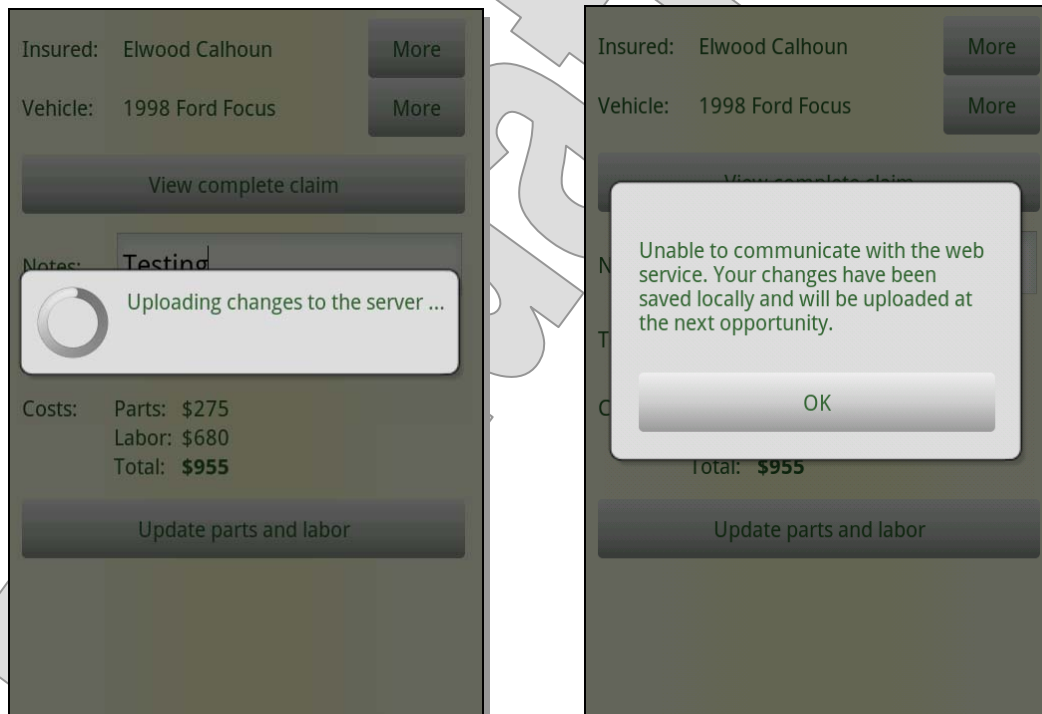 Insured: Elwood Calhoun More
Vehicle: 1998 Ford Focus More
View complete claim
Notes: Testing
Uploading changes to the server ...
Costs: Parts: $275
Labor: $680
Total: $955
Update parts and labor
Insured: Elwood Calhoun More
Vehicle: 1998 Ford Focus More
View complete claim
N
Unable to communicate with the web
service. Your changes have been
saved locally and will be uploaded at
the next opportunity.
T
OK
C
Total: $955
Update parts and labor